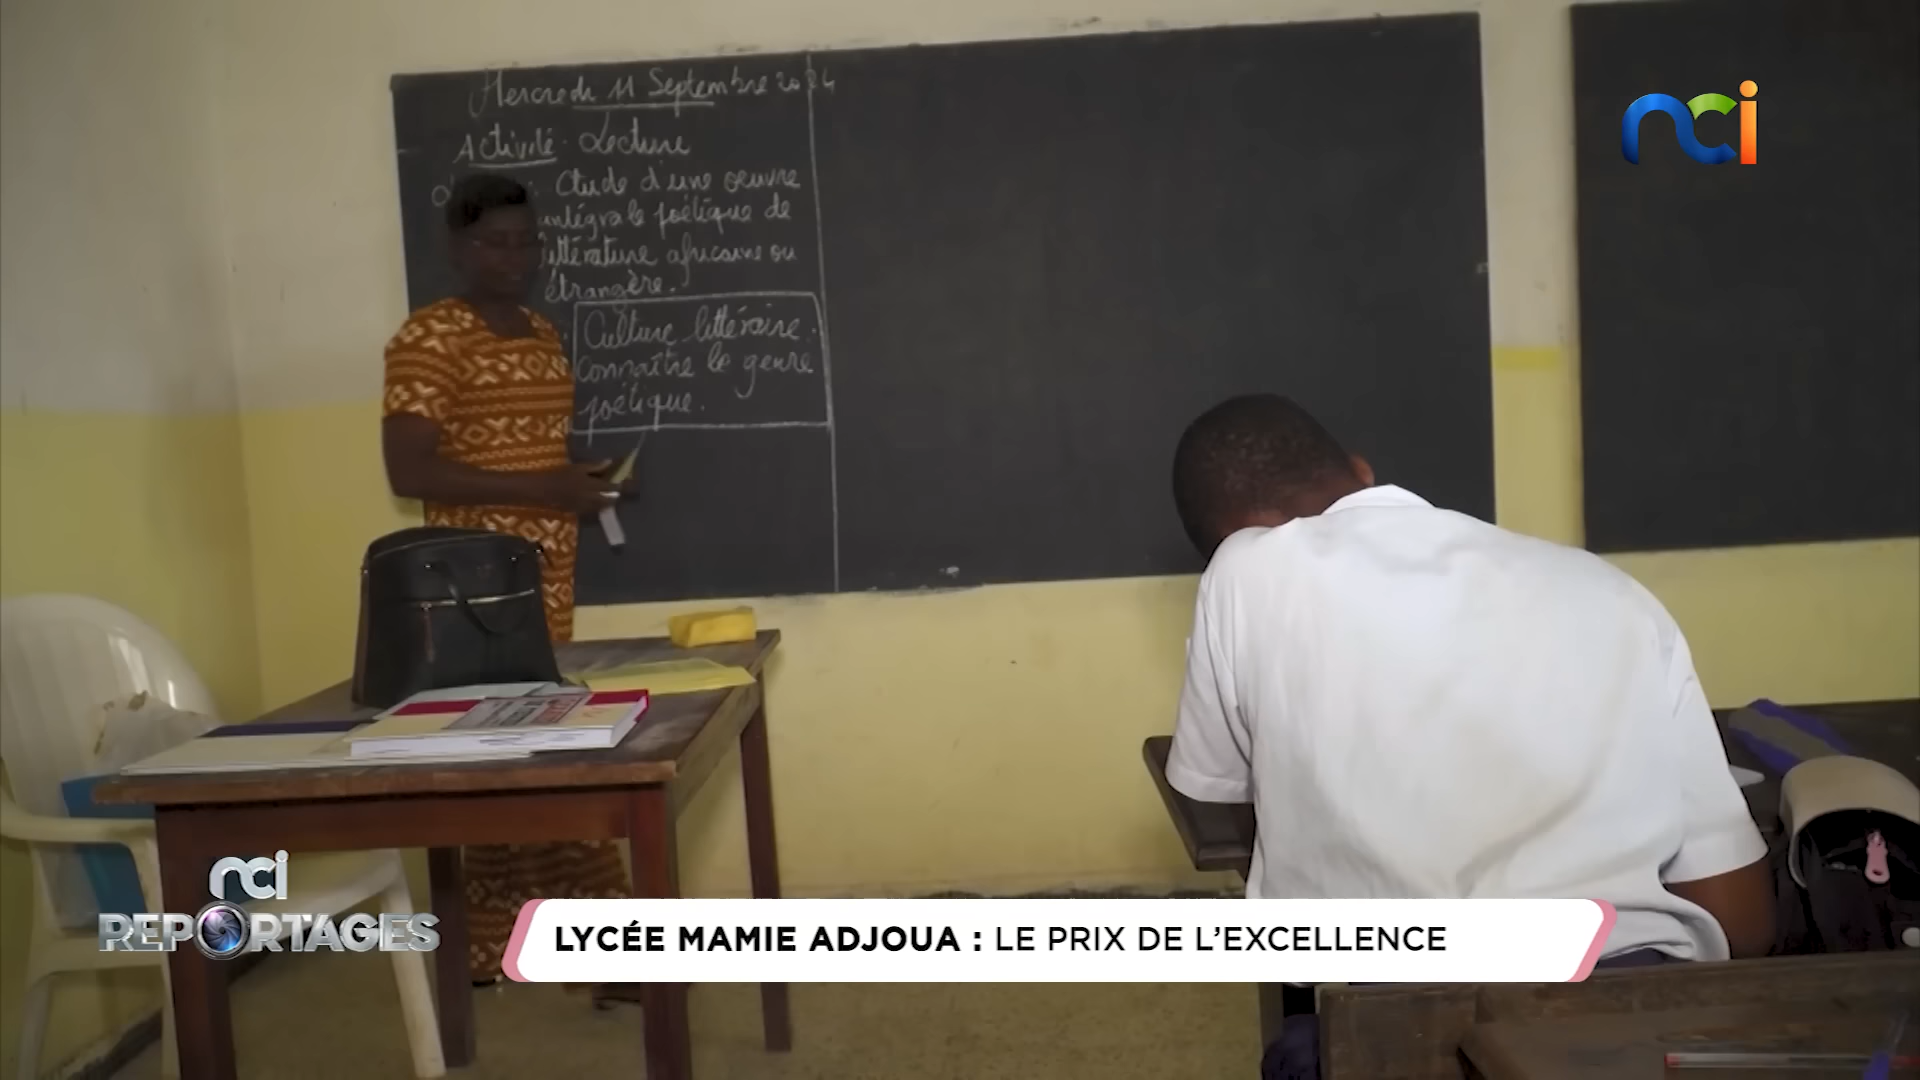 Mercredi 11 Septembre 2024
Activité : Lecture
Etude d'une oeuvre
intégrale poétique de
littérature africaine ou
étrangère.
Culture littéraire :
Connaître le genre
poétique.
nci
nci
REPORTAGES
LYCÉE MAMIE ADJOUA : LE PRIX DE L'EXCELLENCE